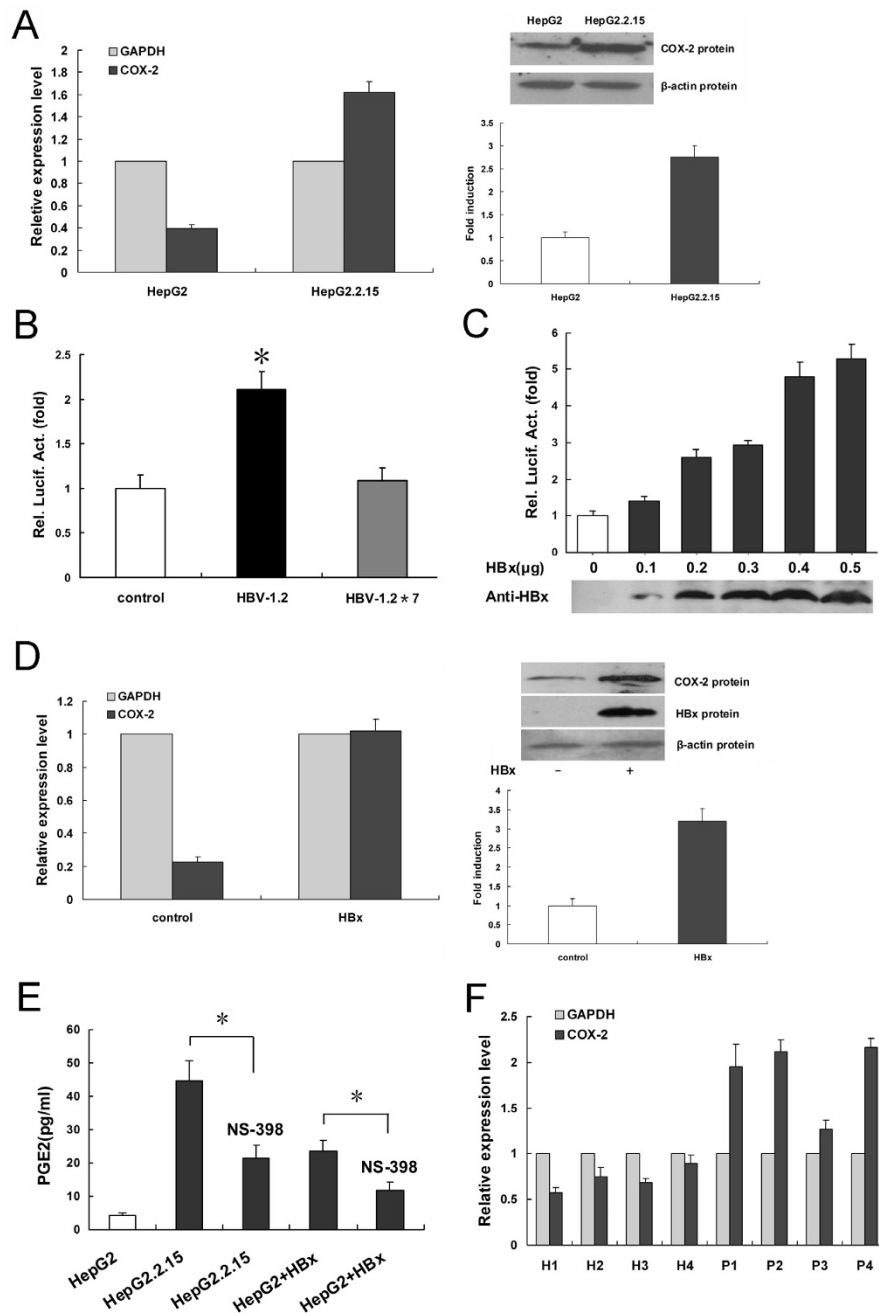 A
GAPDH
COX-2
Reletive expression level
2
1.8
1.6
1.4
1.2
1
0.8
0.6
0.4
0.2
0
HepG2 HepG2.2.15
HepG2 HepG2.2.15
COX-2 protein
β-actin protein
Fold induction
3.5
3
2.5
2
1.5
1
0.5
0
HepG2 HepG2.2.15
B
Rel. Lucif. Act. (fold)
2.5
2
1.5
1
0.5
0
*
control HBV-1.2 HBV-1.2*7
C
Rel. Lucif. Act. (fold)
6
5
4
3
2
1
0
HBx(μg) 0 0.1 0.2 0.3 0.4 0.5
Anti-HBx
D
GAPDH
COX-2
Relative expression level
1.2
1
0.8
0.6
0.4
0.2
0
control HBx
COX-2 protein
HBx protein
β-actin protein
HBx − +
Fold induction
4
3.5
3
2.5
2
1.5
1
0.5
0
control HBx
E
PGE2(pg/ml)
60
50
40
30
20
10
0
*
NS-398
*
NS-398
HepG2 HepG2.2.15 HepG2.2.15 HepG2+HBx HepG2+HBx
F
GAPDH
COX-2
Relative expression level
2.5
2
1.5
1
0.5
0
H1 H2 H3 H4 P1 P2 P3 P4